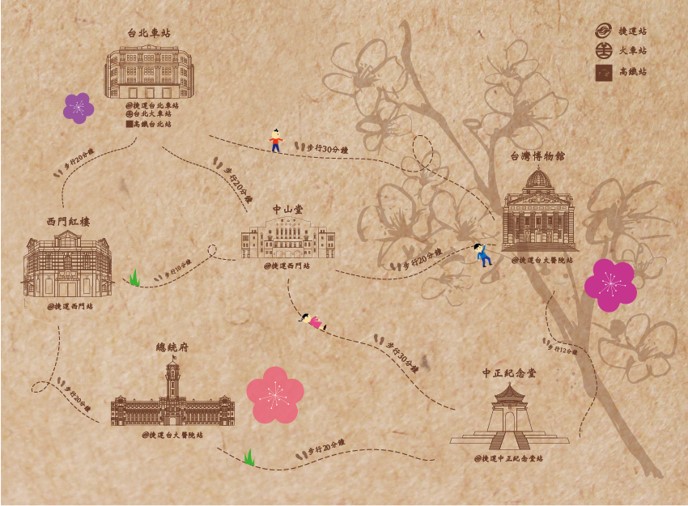 台北車站
捷運台北車站
台北火車站
高鐵台北站
捷運站
火車站
高鐵站
步行20分鐘
步行20分鐘
步行30分鐘
台灣博物館
捷運台大醫院站
西門紅樓
捷運西門站
中山堂
捷運西門站
步行10分鐘
步行20分鐘
步行30分鐘
步行12分鐘
總統府
捷運台大醫院站
步行20分鐘
步行20分鐘
中正紀念堂
捷運中正紀念堂站